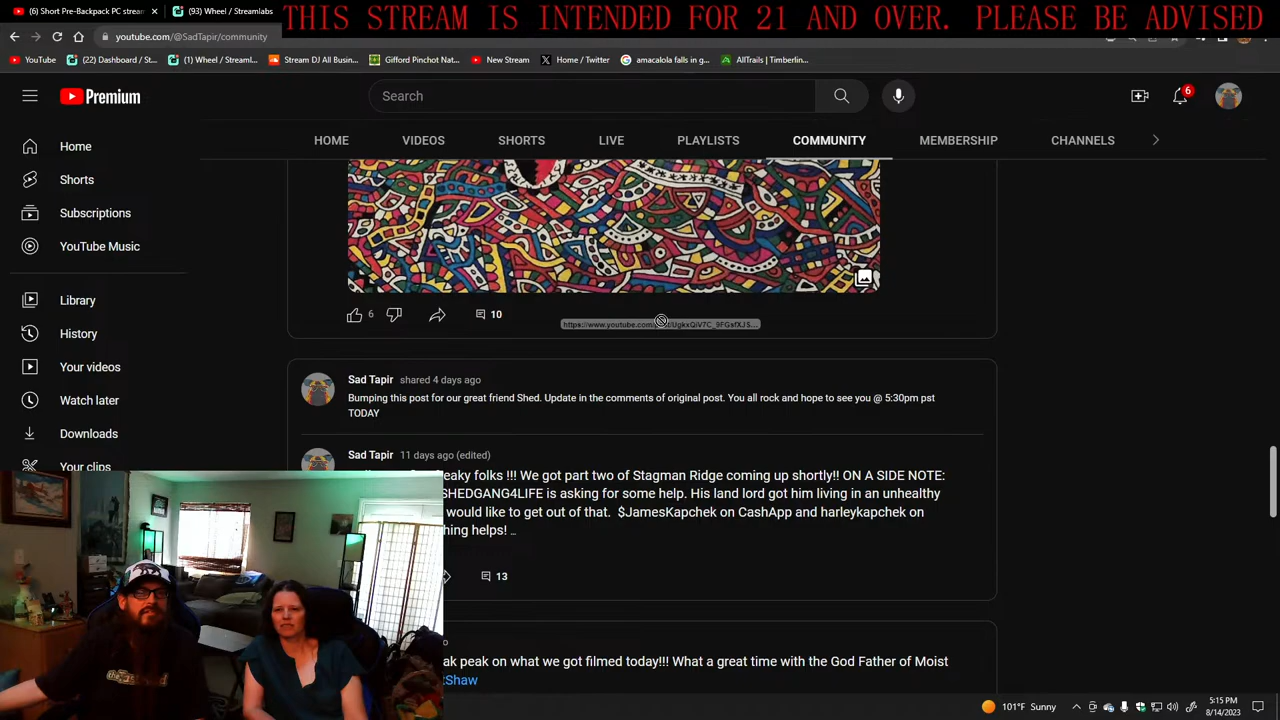 THIS STREAM IS INTENDED FOR 21 AND OVER. PLEASE BE ADVISED
(6) Short Pre-Backpack PC stream
(93) Wheel / Streamlabs
youtube.com/@SadTapir/community
YouTube
(22) Dashboard / St...
(1) Wheel / Streaml...
Stream DJ All Busin...
Gifford Pinchot Nat...
New Stream
Home / Twitter
amacalola falls in g...
AllTrails | Timberlin...
Premium
Search
6
HOME
VIDEOS
SHORTS
LIVE
PLAYLISTS
COMMUNITY
MEMBERSHIP
CHANNELS
Home
Shorts
Subscriptions
YouTube Music
Library
History
Your videos
Watch later
Downloads
Your clips
6
10
Sad Tapir shared 4 days ago
Bumping this post for our great friend Shed. Update in the comments of original post. You all rock and hope to see you @ 5:30pm pst
TODAY
Sad Tapir 11 days ago (edited)
folks !!! We got part two of Stagman Ridge coming up shortly!! ON A SIDE NOTE:
SHEDGANG4LIFE is asking for some help. His land lord got him living in an unhealthy
would like to get out of that. $JamesKapchek on CashApp and harleykapchek on
helps! ...
13
peak on what we got filmed today!!! What a great time with the God Father of Moist
101°F Sunny
5:15 PM
8/14/2023